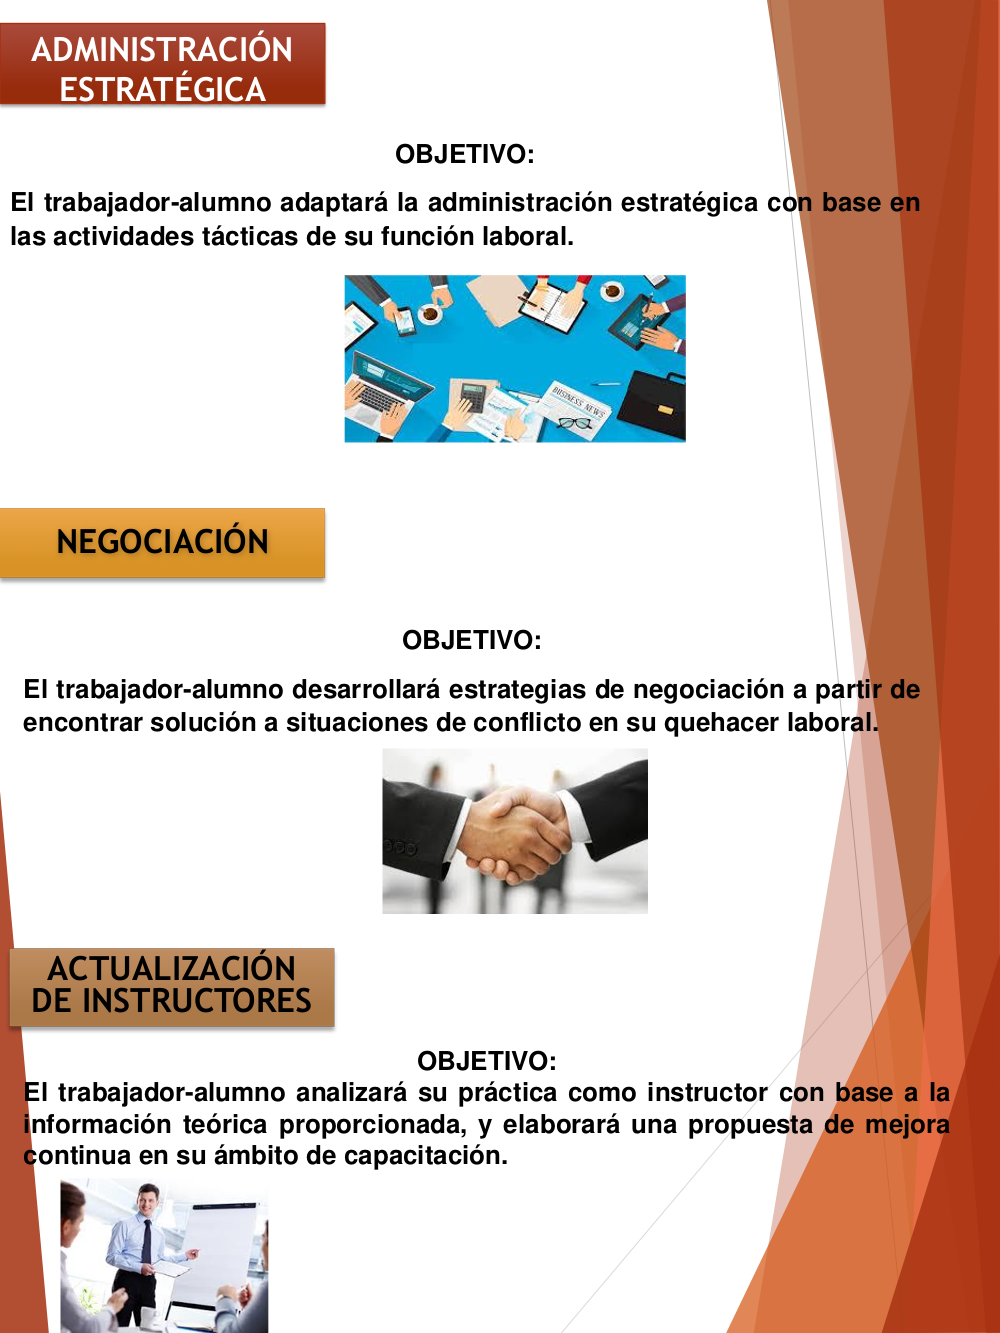 ADMINISTRACIÓN
ESTRATÉGICA
OBJETIVO:
El trabajador-alumno adaptará la administración estratégica con base en
las actividades tácticas de su función laboral.
BUSINESS NEWS
NEGOCIACIÓN
OBJETIVO:
El trabajador-alumno desarrollará estrategias de negociación a partir de
encontrar solución a situaciones de conflicto en su quehacer laboral.
ACTUALIZACIÓN
DE INSTRUCTORES
OBJETIVO:
El trabajador-alumno analizará su práctica como instructor con base a la
información teórica proporcionada, y elaborará una propuesta de mejora
continua en su ámbito de capacitación.